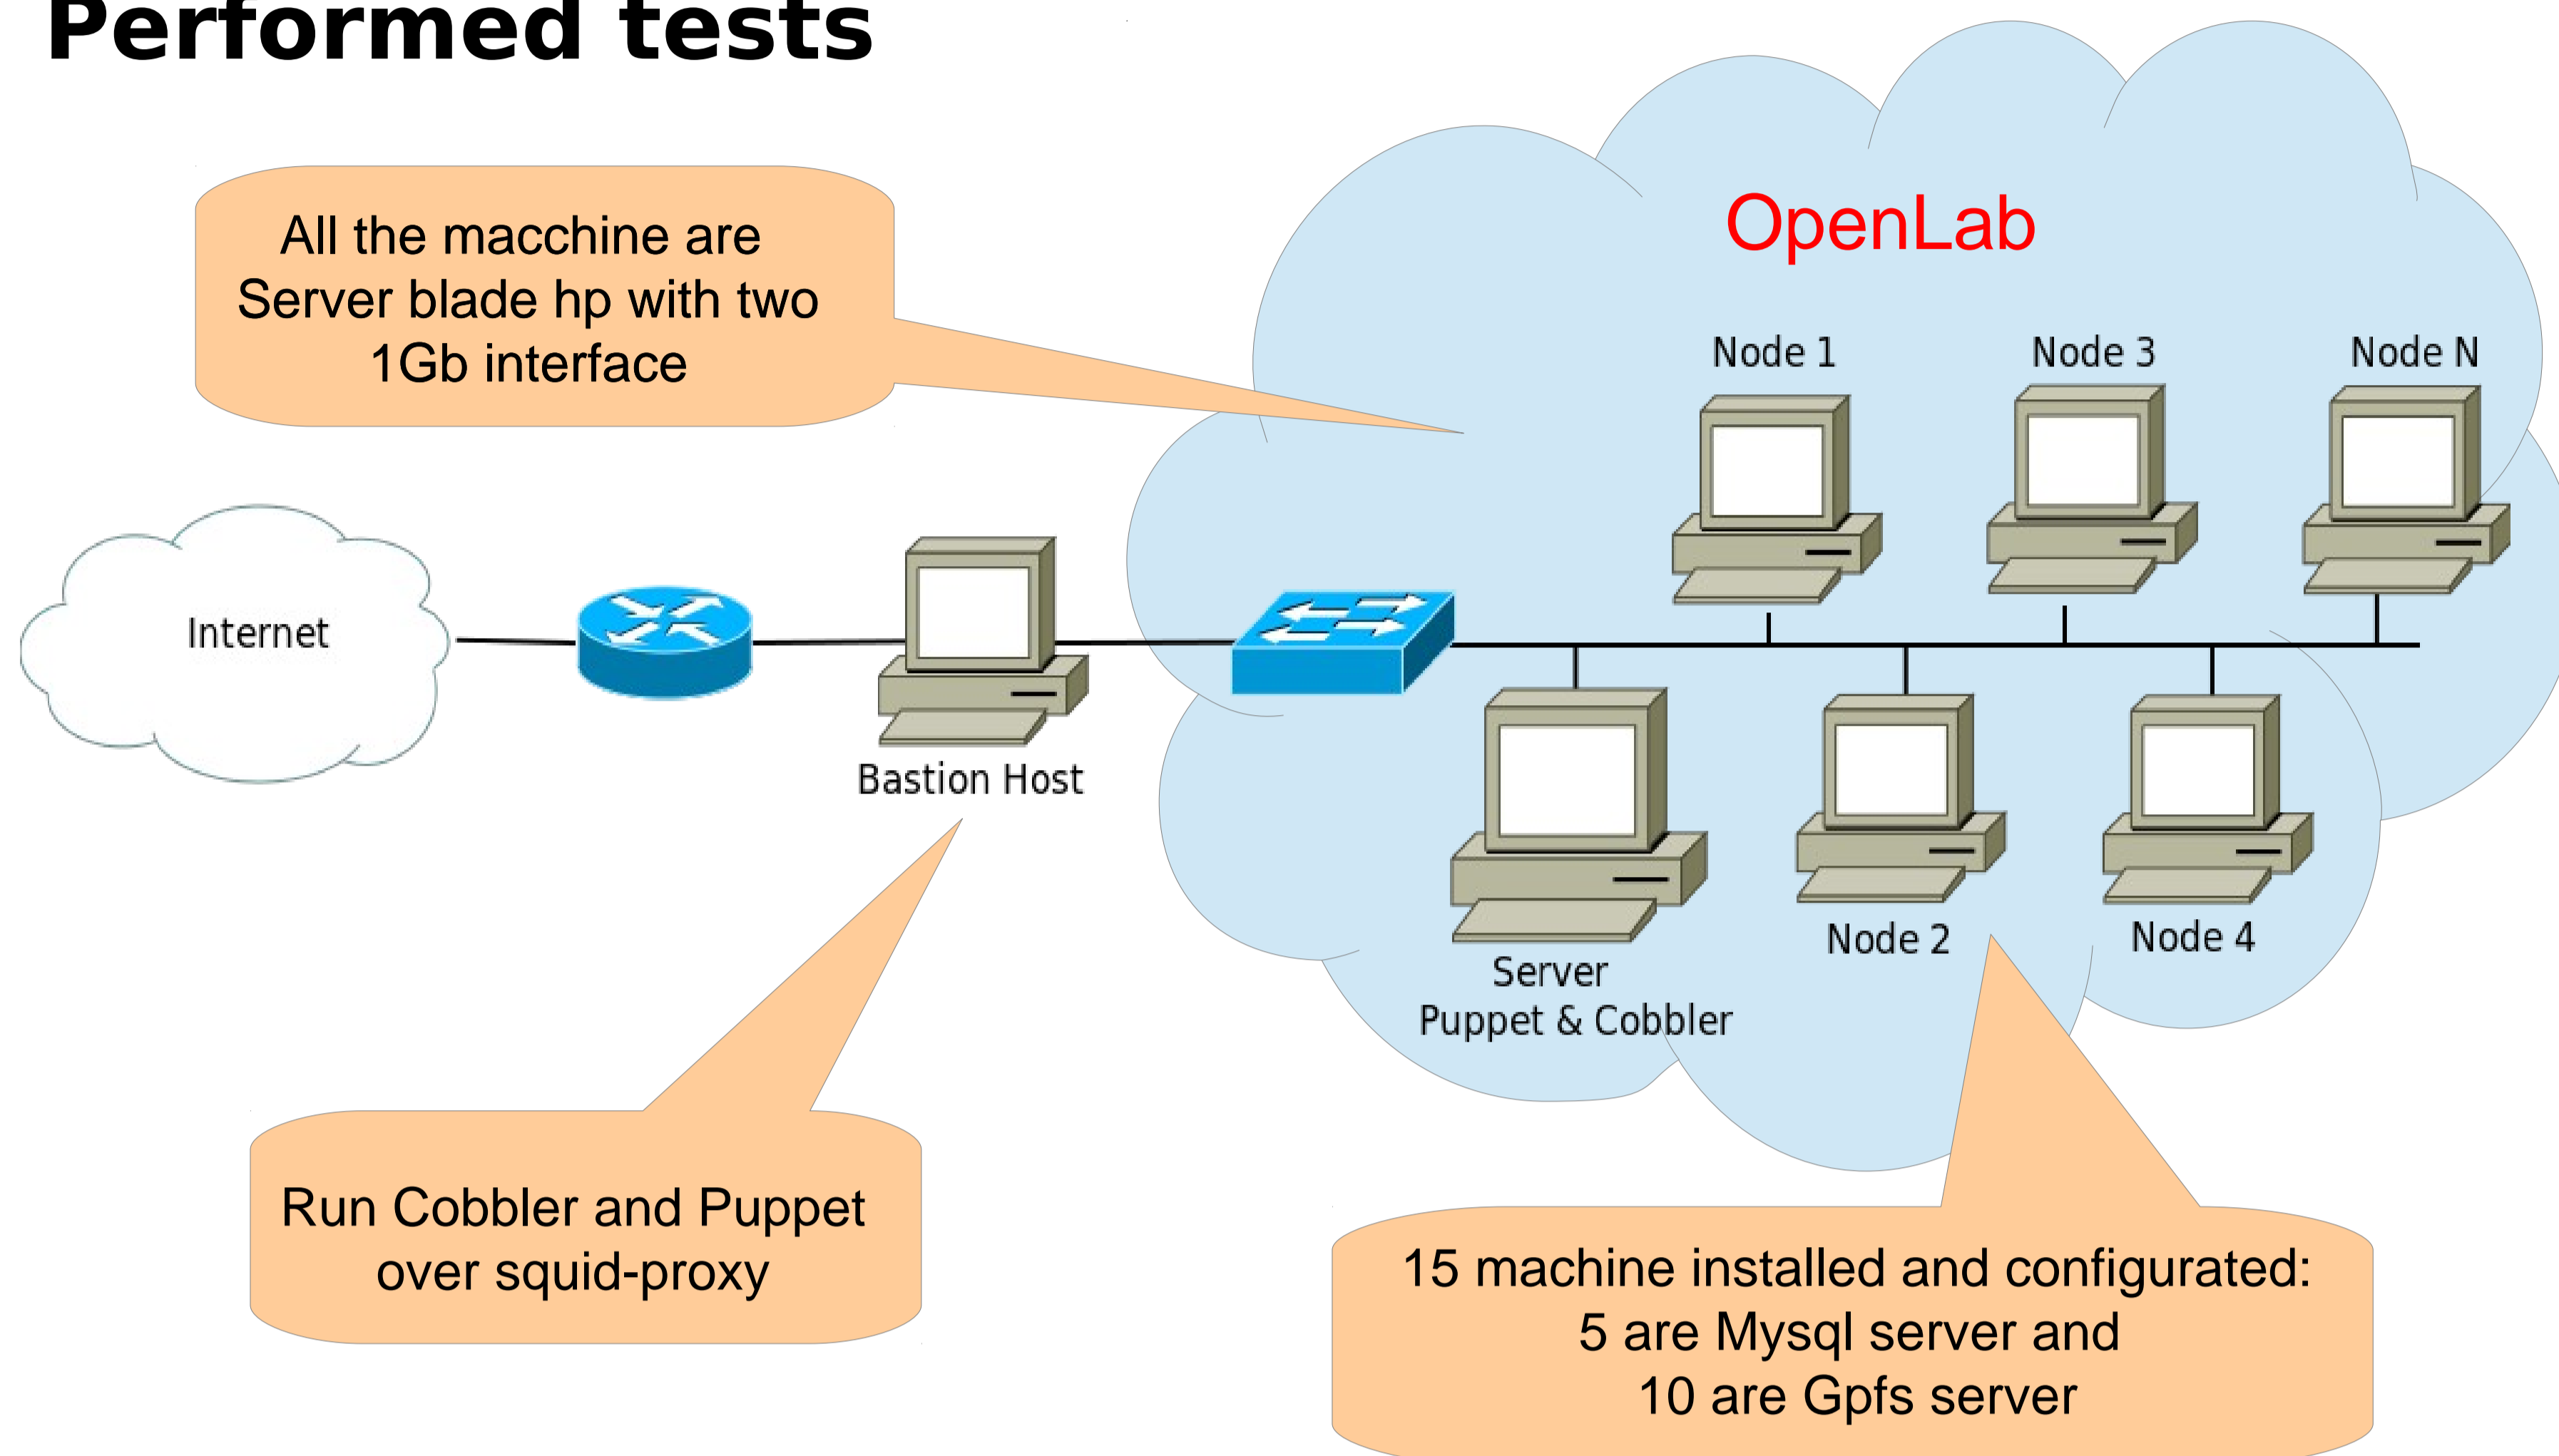 Performed tests
All the macchine are
Server blade hp with two
1Gb interface
OpenLab
Node 1
Node 3
Node N
Internet
Bastion Host
Server
Puppet & Cobbler
Node 2
Node 4
Run Cobbler and Puppet
over squid-proxy
15 machine installed and configurated:
5 are Mysql server and
10 are Gpfs server